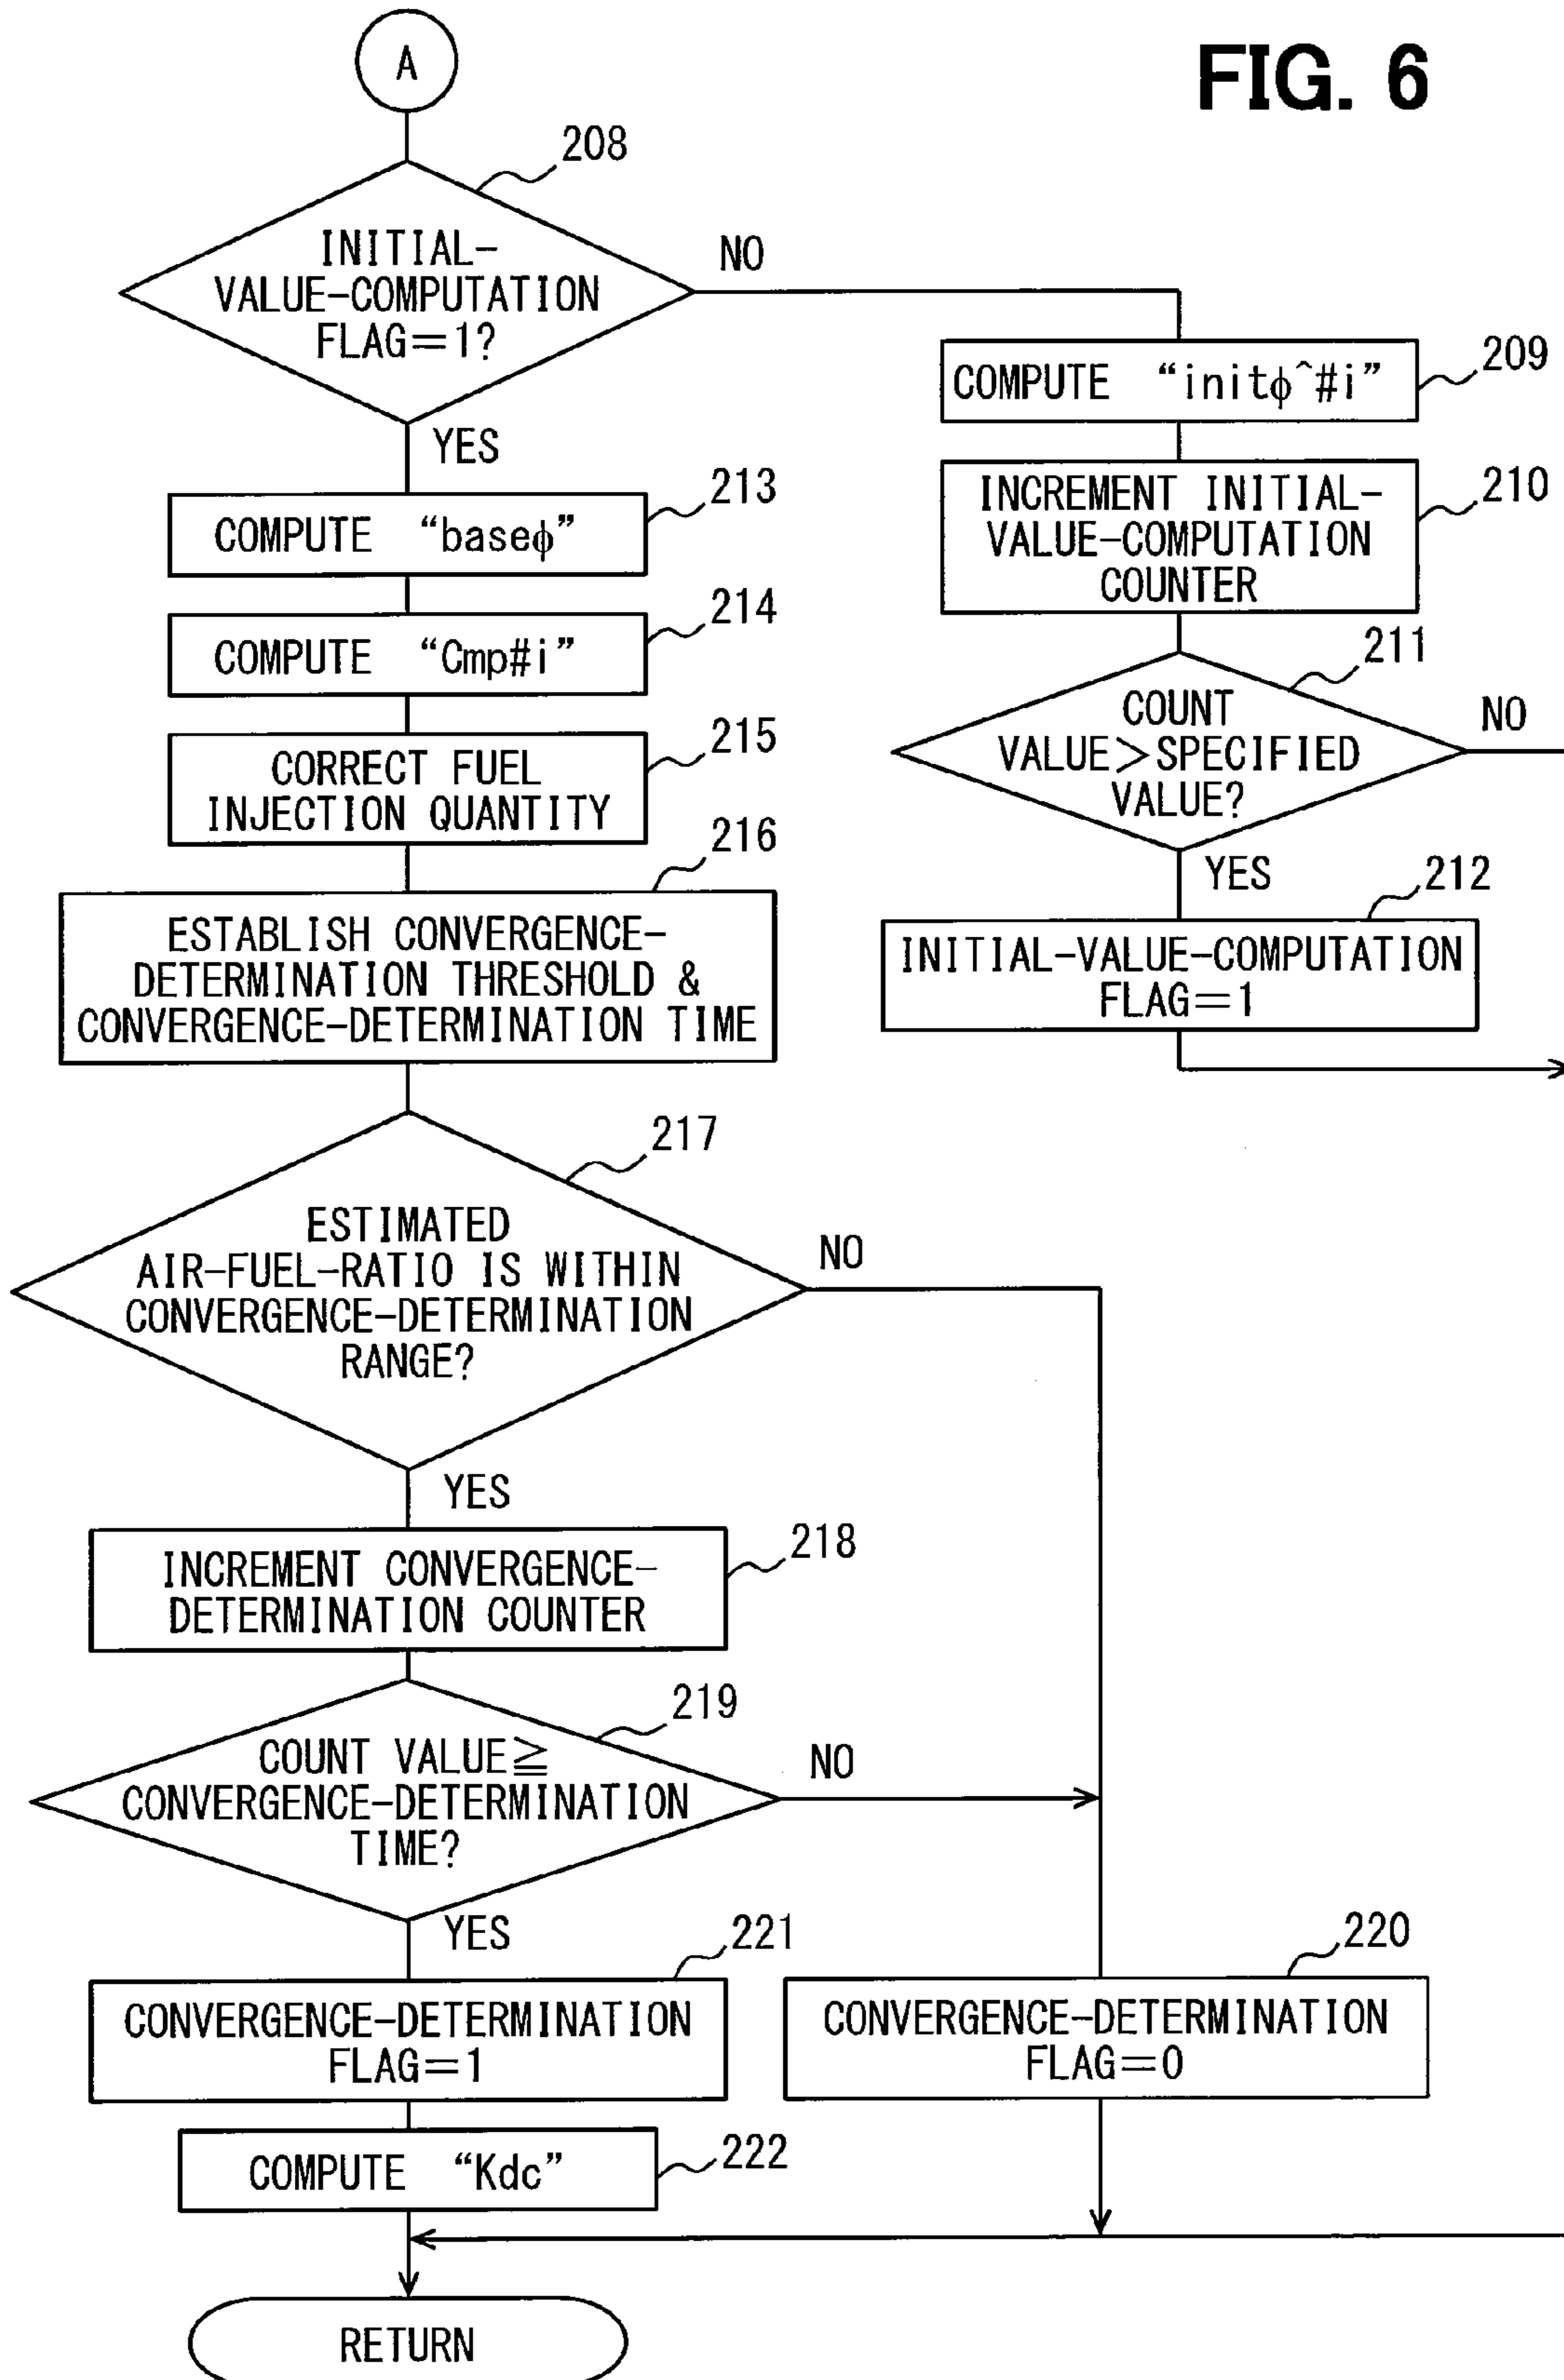 FIG. 6
A
208
INITIAL-
VALUE-COMPUTATION
FLAG=1?
NO
YES
209
COMPUTE "initϕ^#i"
210
INCREMENT INITIAL-
VALUE-COMPUTATION
COUNTER
211
COUNT
VALUE>SPECIFIED
VALUE?
NO
YES
212
INITIAL-VALUE-COMPUTATION
FLAG=1
213
COMPUTE "baseϕ"
214
COMPUTE "Cmp#i"
215
CORRECT FUEL
INJECTION QUANTITY
216
ESTABLISH CONVERGENCE-
DETERMINATION THRESHOLD &
CONVERGENCE-DETERMINATION TIME
217
ESTIMATED
AIR-FUEL-RATIO IS WITHIN
CONVERGENCE-DETERMINATION
RANGE?
NO
YES
218
INCREMENT CONVERGENCE-
DETERMINATION COUNTER
219
COUNT VALUE≧
CONVERGENCE-DETERMINATION
TIME?
NO
YES
221
CONVERGENCE-DETERMINATION
FLAG=1
220
CONVERGENCE-DETERMINATION
FLAG=0
222
COMPUTE "Kdc"
RETURN